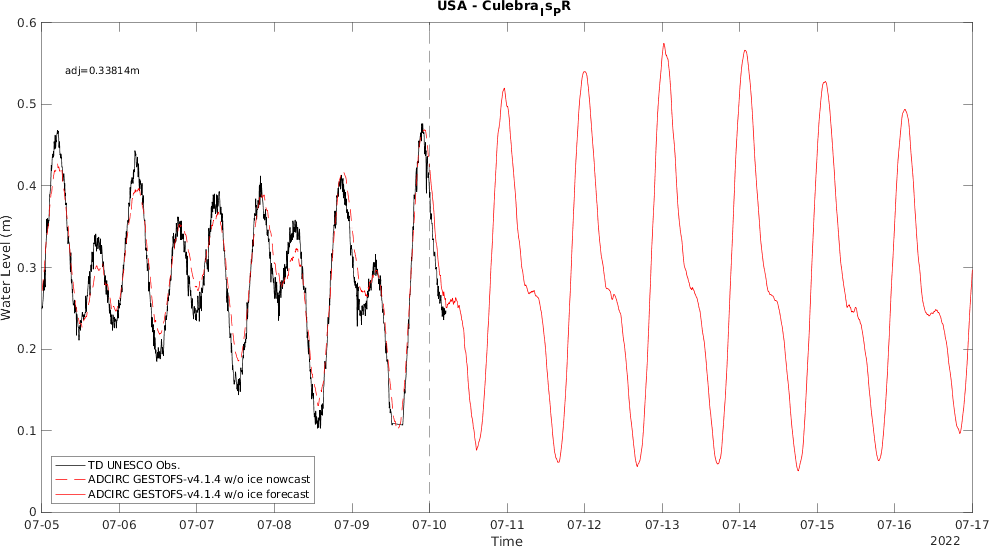 USA - CulebraIsPR
adj=0.33814m
Water Level (m)
0.6
0.5
0.4
0.3
0.2
0.1
0
TD UNESCO Obs.
ADCIRC GESTOFS-v4.1.4 w/o ice nowcast
ADCIRC GESTOFS-v4.1.4 w/o ice forecast
07-05 07-06 07-07 07-08 07-09 07-10 07-11 07-12 07-13 07-14 07-15 07-16 07-17
Time
2022